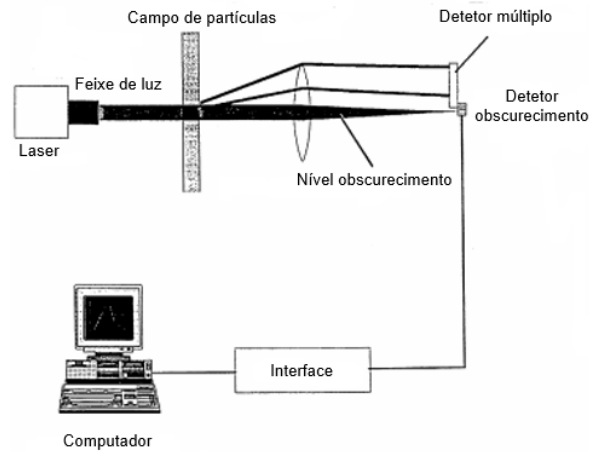 Campo de partículas
Detetor múltiplo
Feixe de luz
Detetor
obscurecimento
Laser
Nível obscurecimento
Interface
Computador